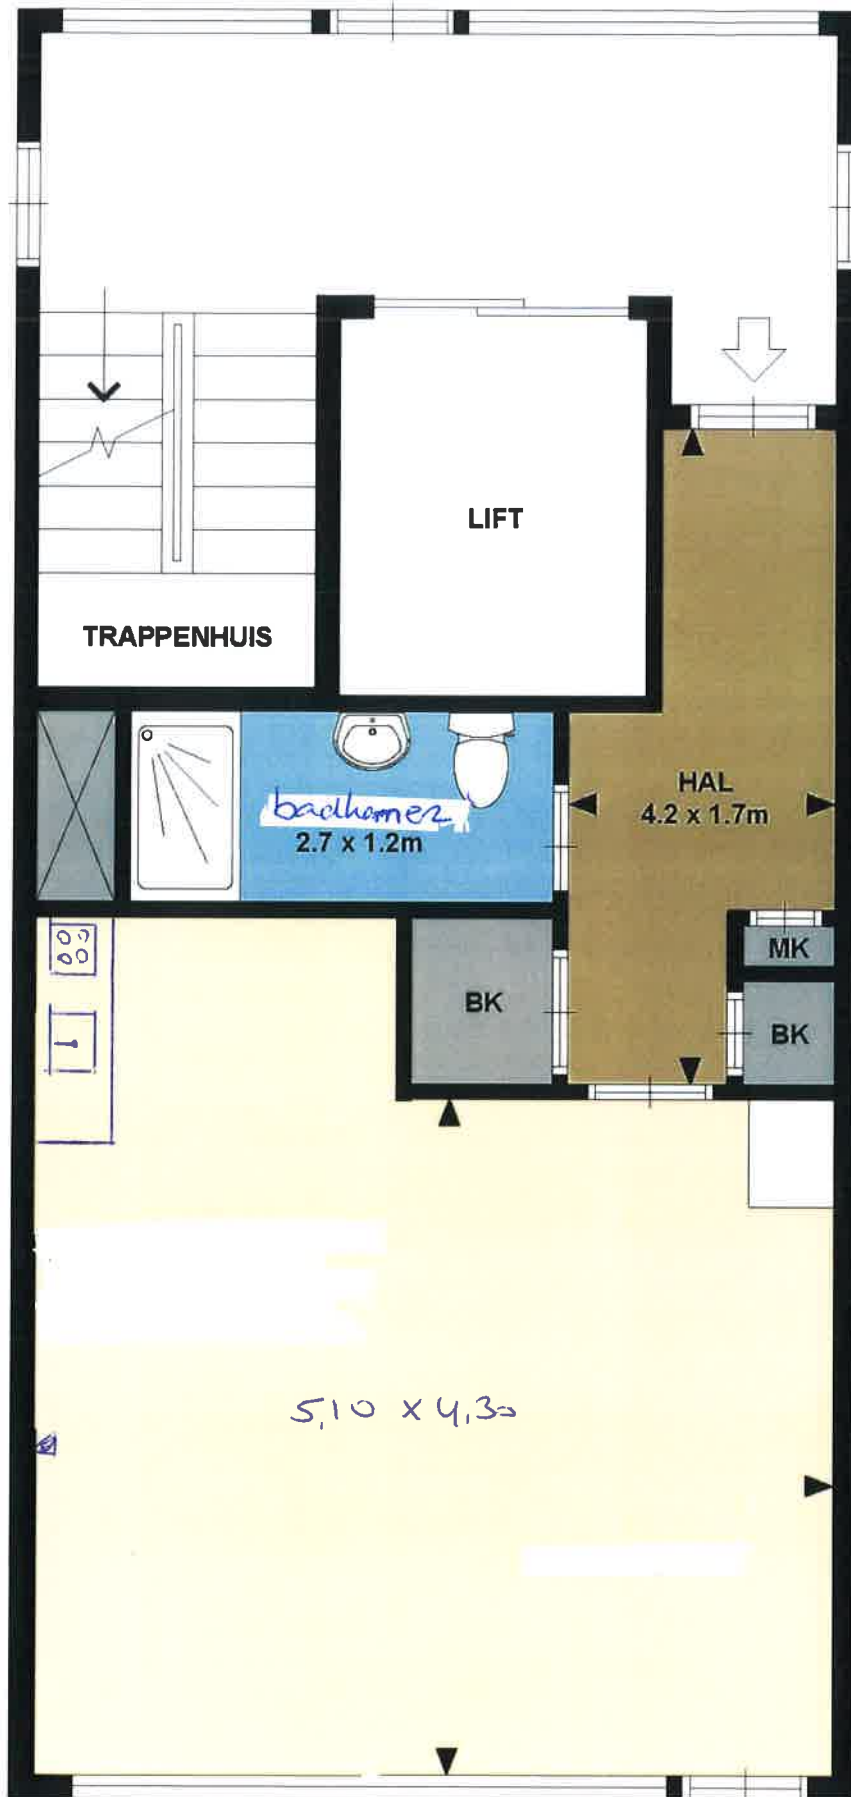 LIFT
TRAPPENHUIS
badkamer
2.7 x 1.2m
HAL
4.2 x 1.7m
MK
BK
BK
5,10 x 4,30